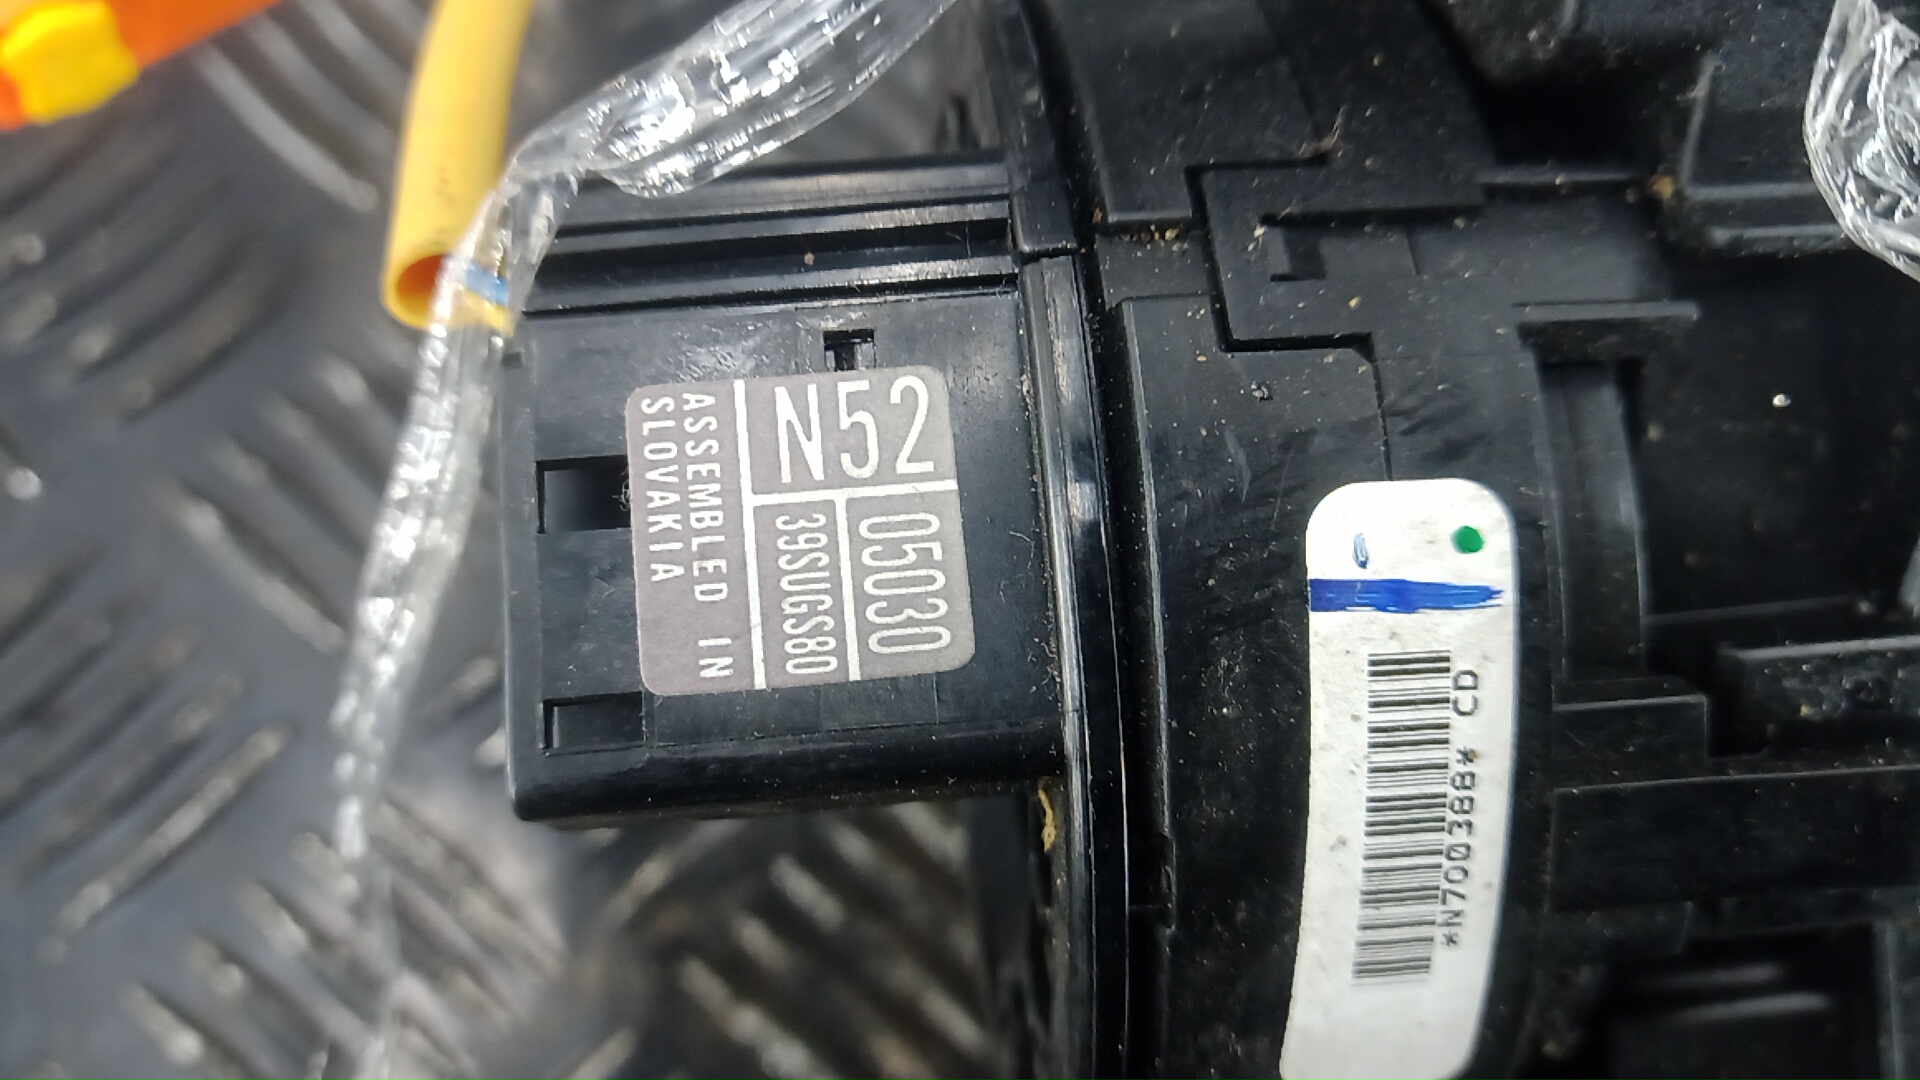 N52
05030
39SUGS80
ASSEMBLED IN
SLOVAKIA
*N700388* CD